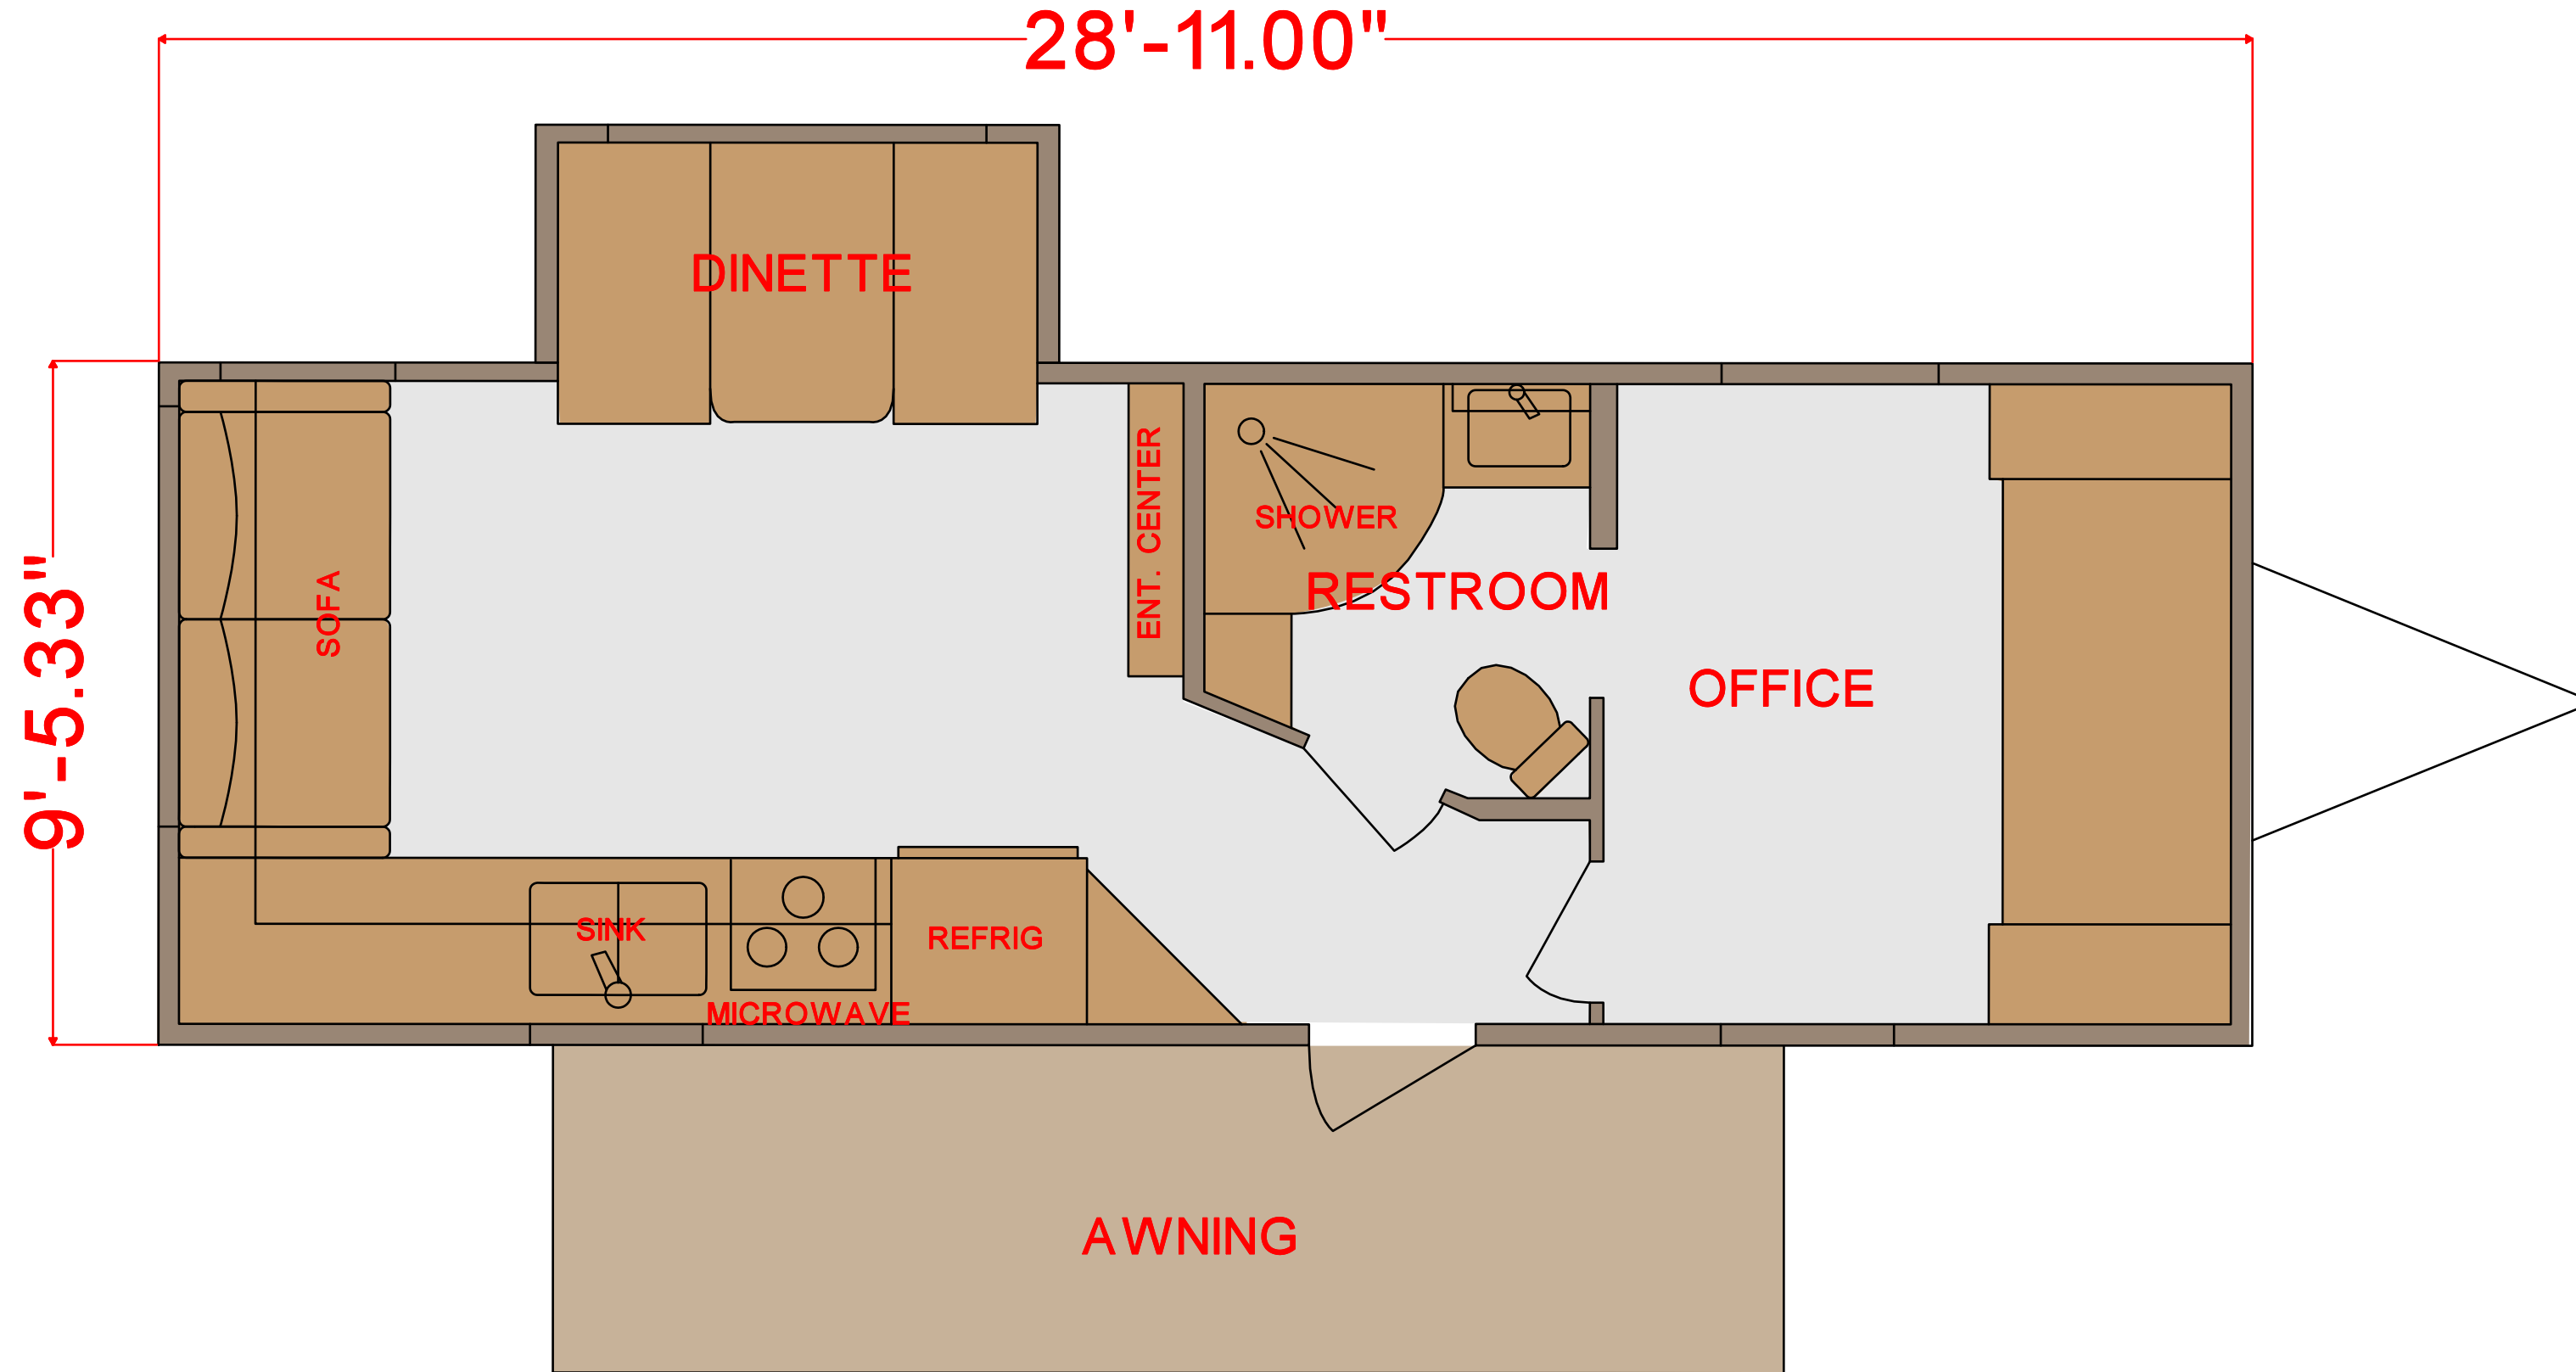 28'-11.00"
DINETTE
9'-5.33"
SOFA
ENT. CENTER
SHOWER
RESTROOM
OFFICE
SINK
REFRIG
MICROWAVE
AWNING